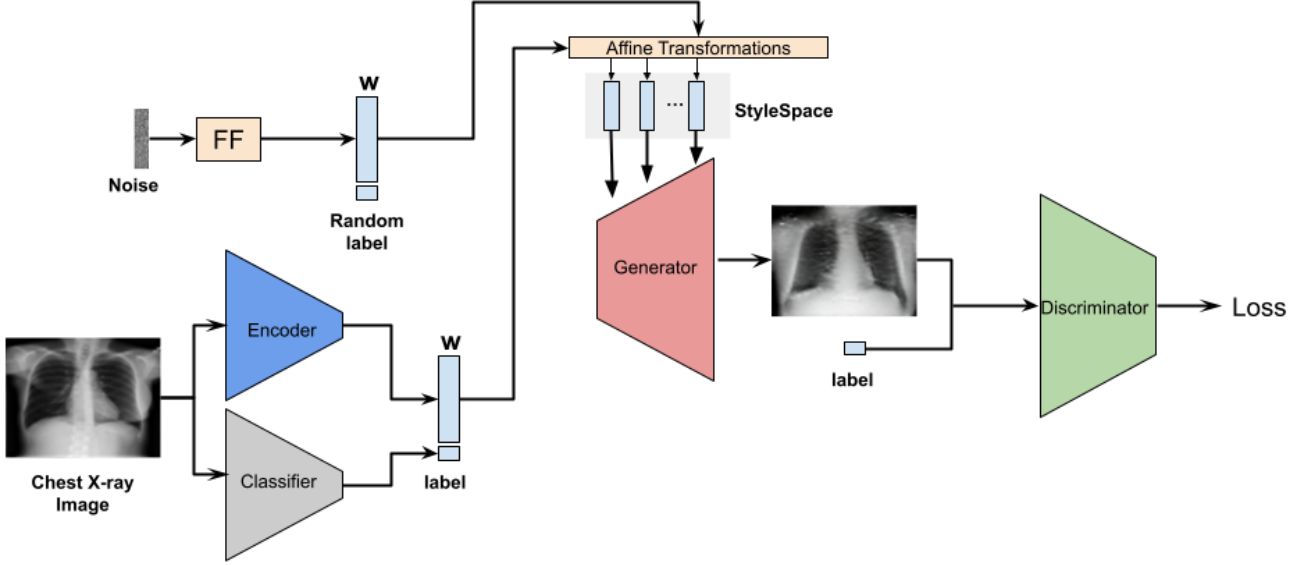 Affine Transformations
W
StyleSpace
FF
Noise
Random
label
Generator
Discriminator
Loss
Encoder
W
label
Chest X-ray
Image
Classifier
label
...